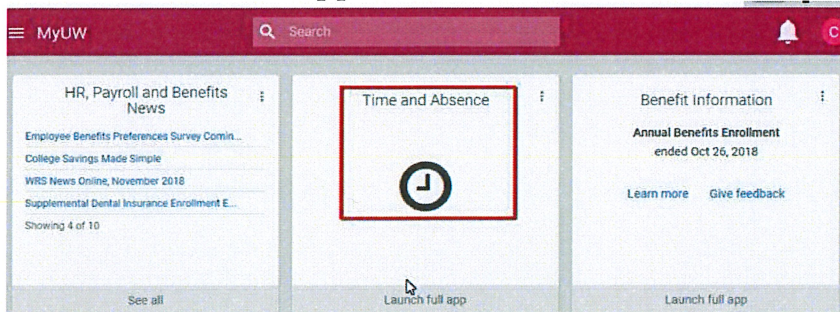 MyUW
Search
C
HR, Payroll and Benefits
News
Employee Benefits Preferences Survey Comin...
College Savings Made Simple
WRS News Online, November 2018
Supplemental Dental Insurance Enrollment E...
Showing 4 of 10
See all
Time and Absence
Launch full app
Benefit Information
Annual Benefits Enrollment
ended Oct 26, 2018
Learn more Give feedback
Launch full app